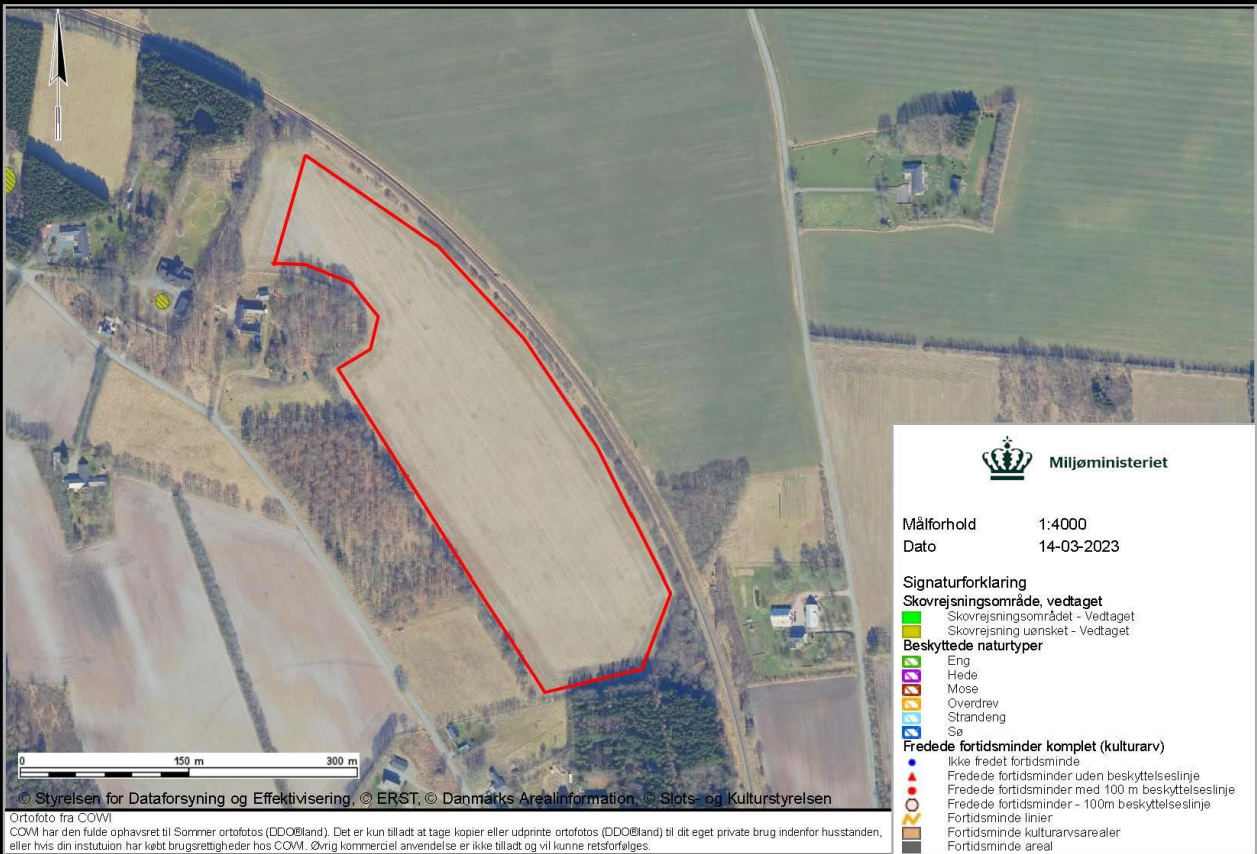 Miljøministeriet
Målforhold 1:4000
Dato 14-03-2023
Signaturforklaring
Skovrejsningsområde, vedtaget
Skovrejsningsområdet - Vedtaget
Skovrejsning uønsket - Vedtaget
Beskyttede naturtyper
Eng
Hede
Mose
Overdrev
Strandeng
Sø
Fredede fortidsminder komplet (kulturarv)
Ikke fredet fortidsminde
Fredede fortidsminder uden beskyttelseslinje
Fredede fortidsminder med 100 m beskyttelseslinje
Fredede fortidsminder - 100m beskyttelseslinje
Fortidsminde linier
Fortidsminde kulturarvsarealer
Fortidsminde areal
0 150 m 300 m
© Styrelsen for Dataforsyning og Effektivisering, © ERST, © Danmarks Arealinformation, © Slots- og Kulturstyrelsen
Ortofoto fra COWI
COWI har den fulde ophavsret til Sommer ortofotos (DDO®land). Det er kun tilladt at tage kopier eller udprinte ortofotos (DDO®land) til dit eget private brug indenfor husstanden,
eller hvis din instutuion har købt brugsrettigheder hos COWI. Øvrig kommerciel anvendelse er ikke tilladt og vil kunne retsforfølges.